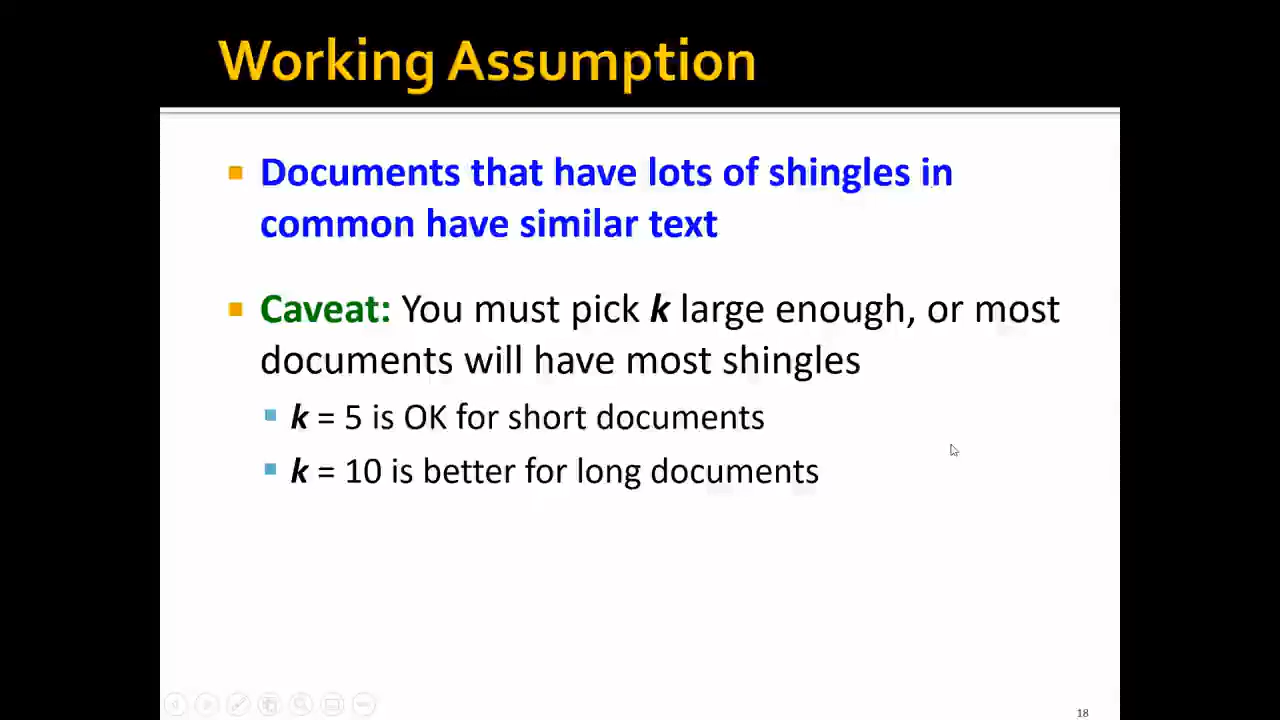 Working Assumption
Documents that have lots of shingles in
common have similar text
Caveat: You must pick k large enough, or most
documents will have most shingles
k = 5 is OK for short documents
k = 10 is better for long documents
18